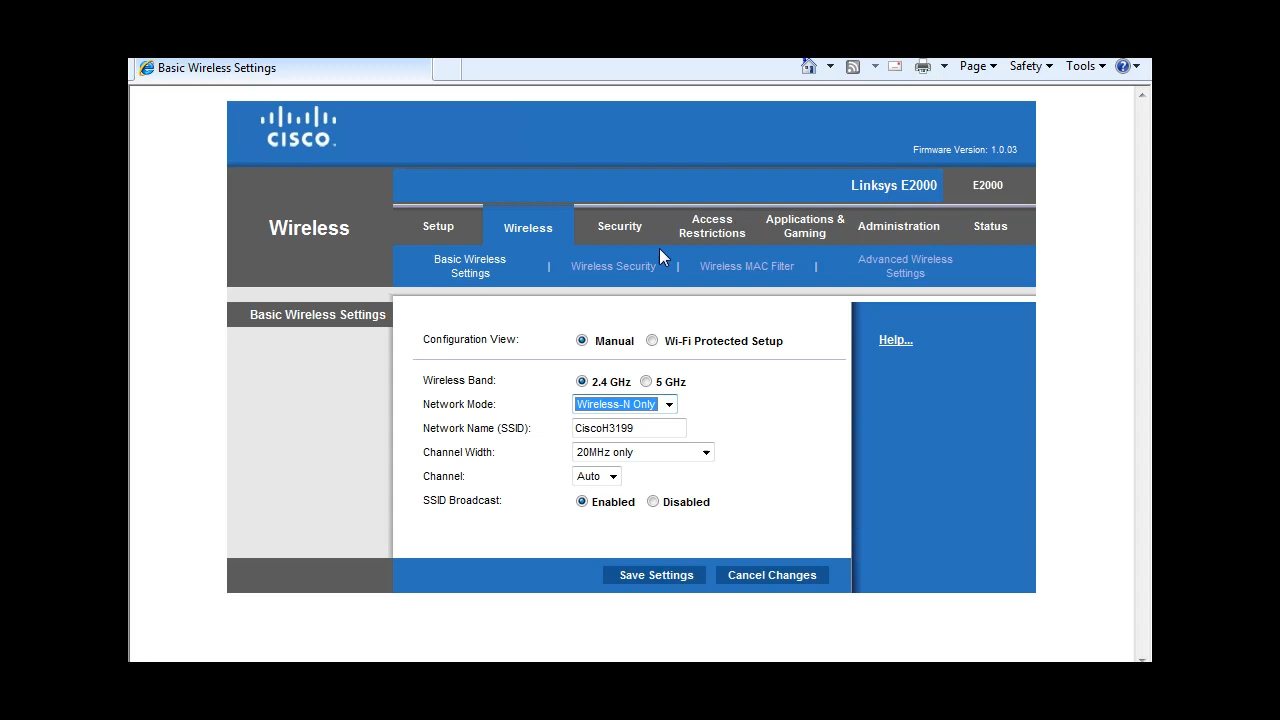 Basic Wireless Settings
Page
Safety
Tools
CISCO
Firmware Version: 1.0.03
Linksys E2000 E2000
Wireless
Setup Wireless Security Access Restrictions Applications & Gaming Administration Status
Basic Wireless Settings | Wireless Security | Wireless MAC Filter | Advanced Wireless Settings
Basic Wireless Settings
Configuration View: Manual Wi-Fi Protected Setup
Help...
Wireless Band: 2.4 GHz 5 GHz
Network Mode: Wireless-N Only
Network Name (SSID): CiscoH3199
Channel Width: 20MHz only
Channel: Auto
SSID Broadcast: Enabled Disabled
Save Settings Cancel Changes